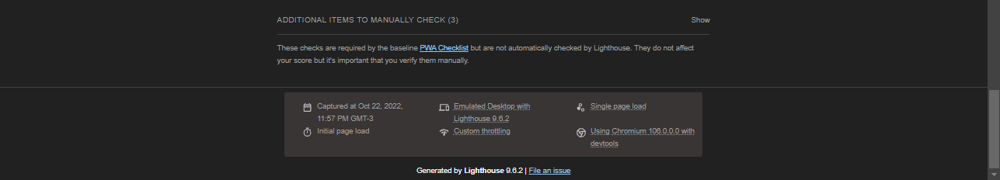 ADDITIONAL ITEMS TO MANUALLY CHECK (3)
Show
These checks are required by the baseline PWA Checklist but are not automatically checked by Lighthouse. They do not affect
your score but it's important that you verify them manually.
Captured at Oct 22, 2022,
11:57 PM GMT-3
Emulated Desktop with
Lighthouse 9.6.2
Single page load
Initial page load
Custom throttling
Using Chromium 106.0.0.0 with
devtools
Generated by Lighthouse 9.6.2 | File an issue